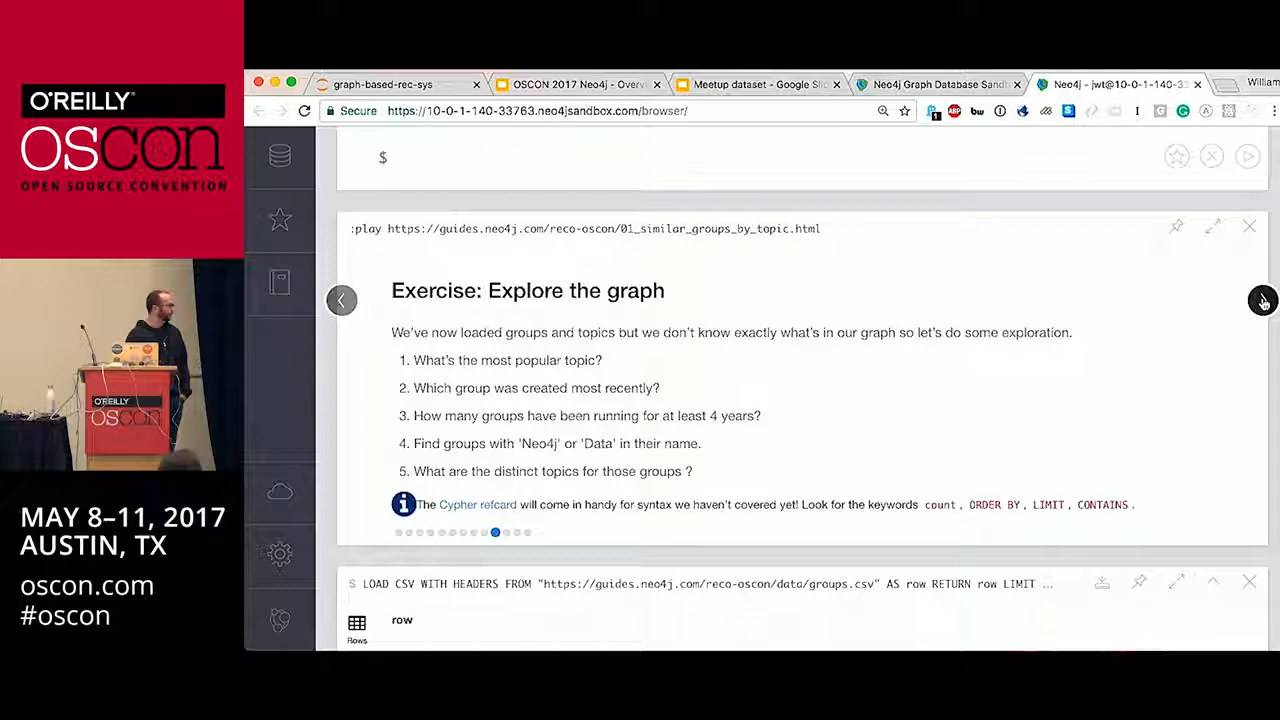 O'REILLY®
OSCON
OPEN SOURCE CONVENTION
O'REILLY
OSCON
MAY 8–11, 2017
AUSTIN, TX
oscon.com
#oscon
graph-based-rec-sys
OSCON 2017 Neo4j - Overv
Meetup dataset - Google Slic
Neo4j Graph Database Sandb
Neo4j - jwt@10-0-1-140-33
William
Secure
https://10-0-1-140-33763.neo4jsandbox.com/browser/
1
ABP
bw
$
:play https://guides.neo4j.com/reco-oscon/01_similar_groups_by_topic.html
Exercise: Explore the graph
We've now loaded groups and topics but we don't know exactly what's in our graph so let's do some exploration.
1. What's the most popular topic?
2. Which group was created most recently?
3. How many groups have been running for at least 4 years?
4. Find groups with 'Neo4j' or 'Data' in their name.
5. What are the distinct topics for those groups ?
The Cypher refcard will come in handy for syntax we haven't covered yet! Look for the keywords count, ORDER BY, LIMIT, CONTAINS.
$ LOAD CSV WITH HEADERS FROM "https://guides.neo4j.com/reco-oscon/data/groups.csv" AS row RETURN row LIMIT ...
Rows
row